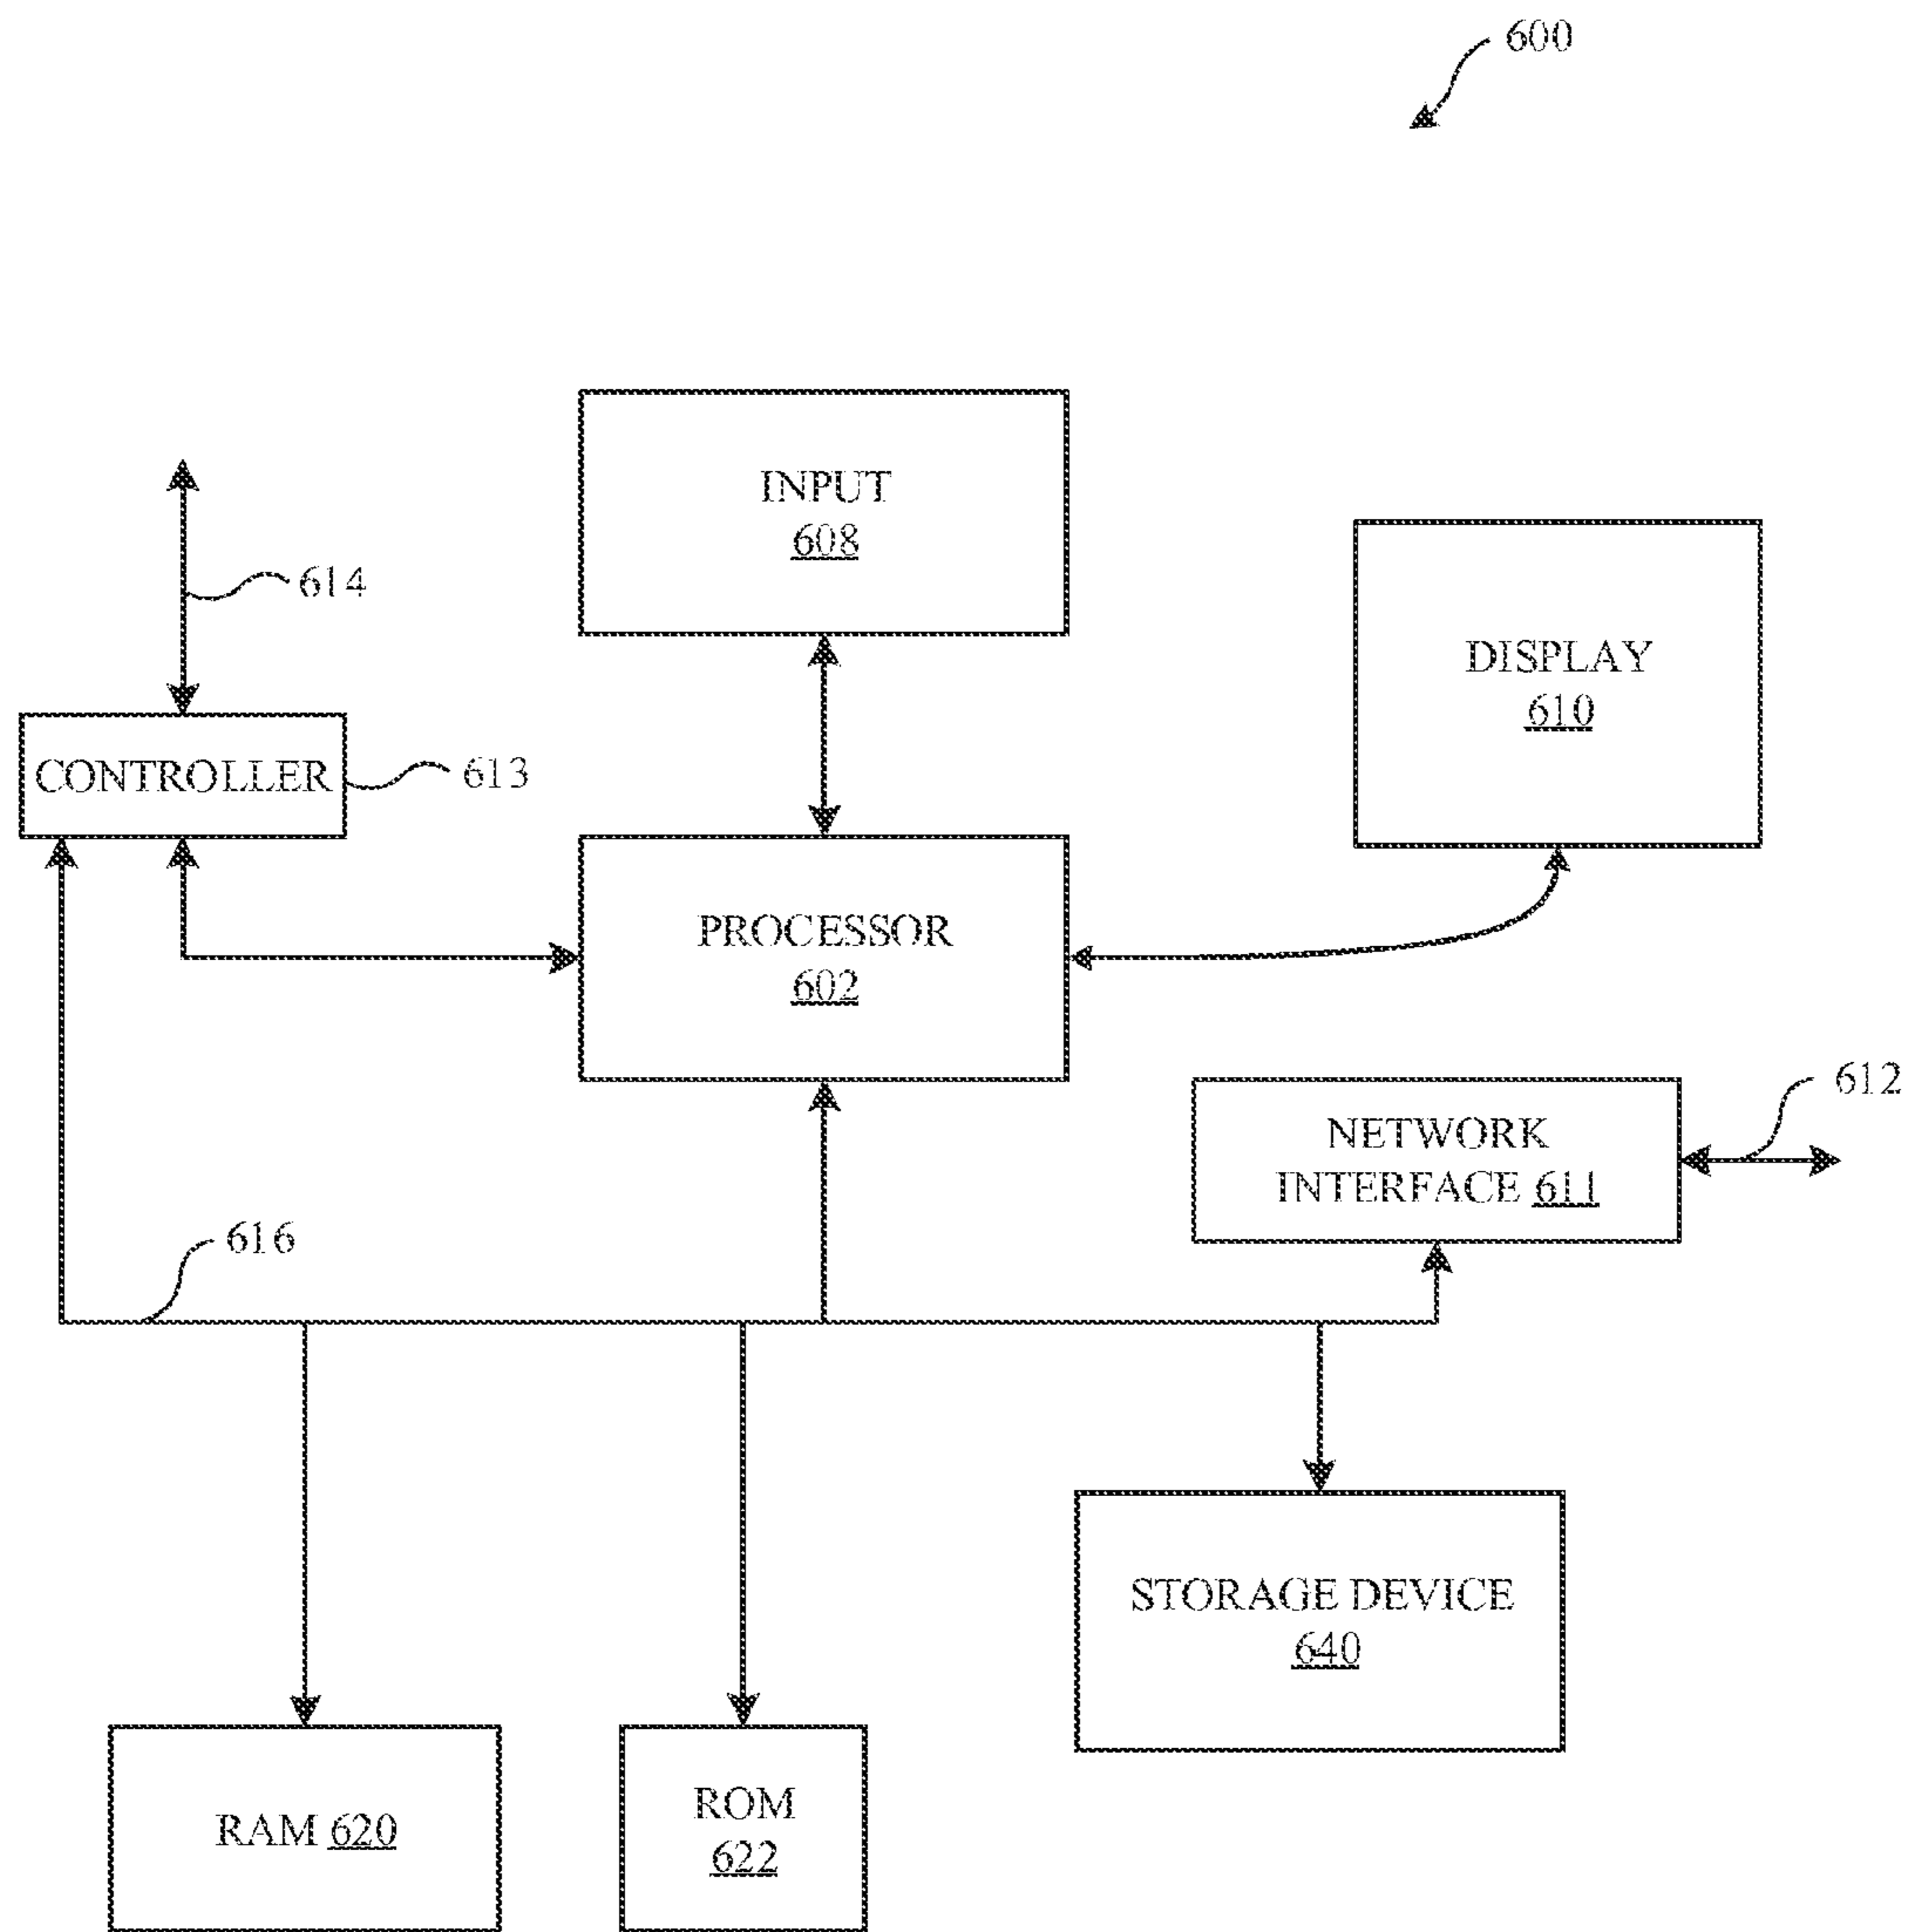 600
INPUT
608
614
DISPLAY
610
CONTROLLER
613
PROCESSOR
602
612
NETWORK
INTERFACE 611
616
STORAGE DEVICE
640
RAM 620
ROM
622